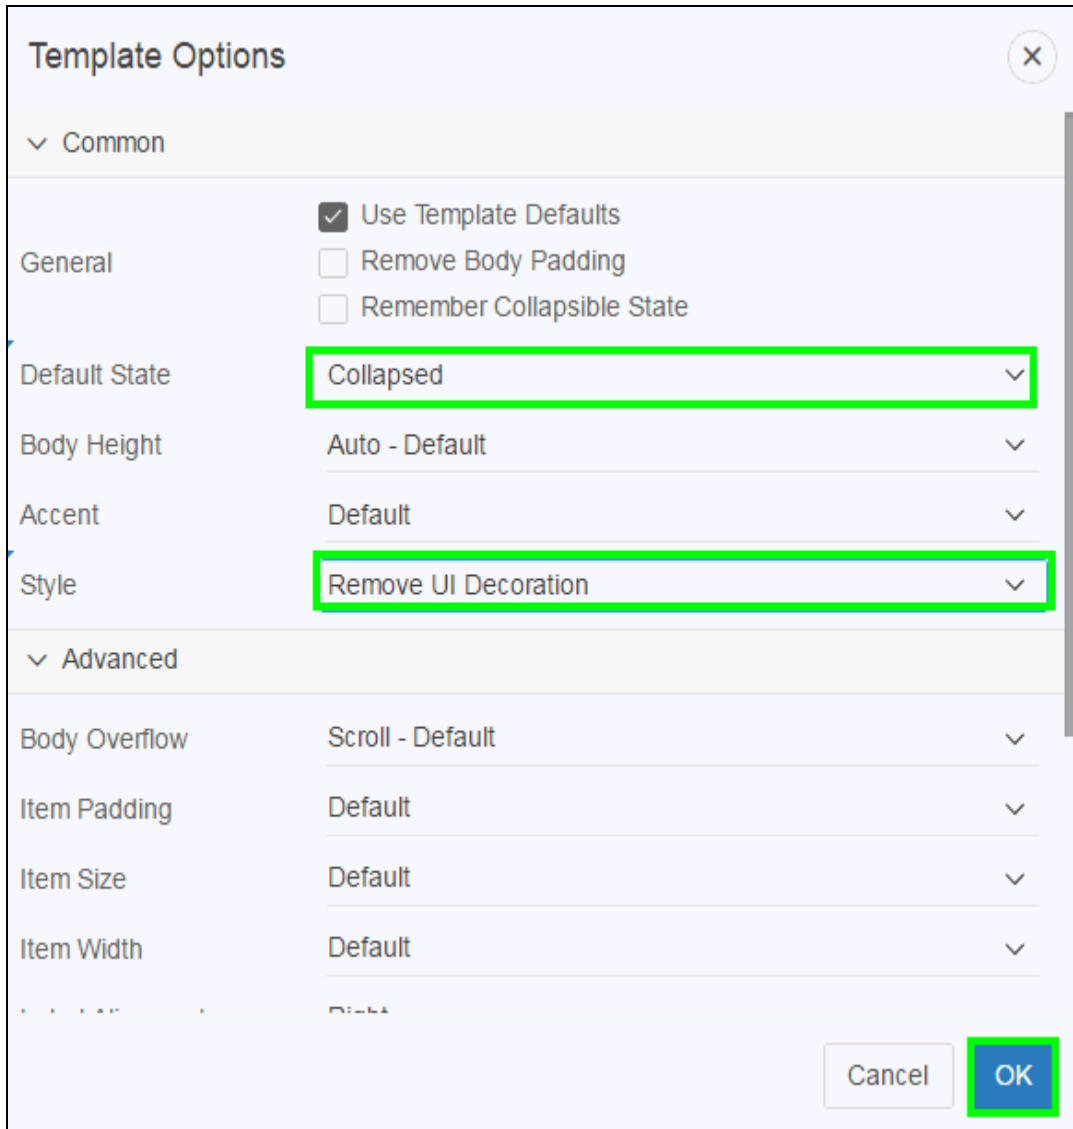 Template Options
Common
General
Use Template Defaults
Remove Body Padding
Remember Collapsible State
Default State Collapsed
Body Height Auto - Default
Accent Default
Style Remove UI Decoration
Advanced
Body Overflow Scroll - Default
Item Padding Default
Item Size Default
Item Width Default
Cancel OK